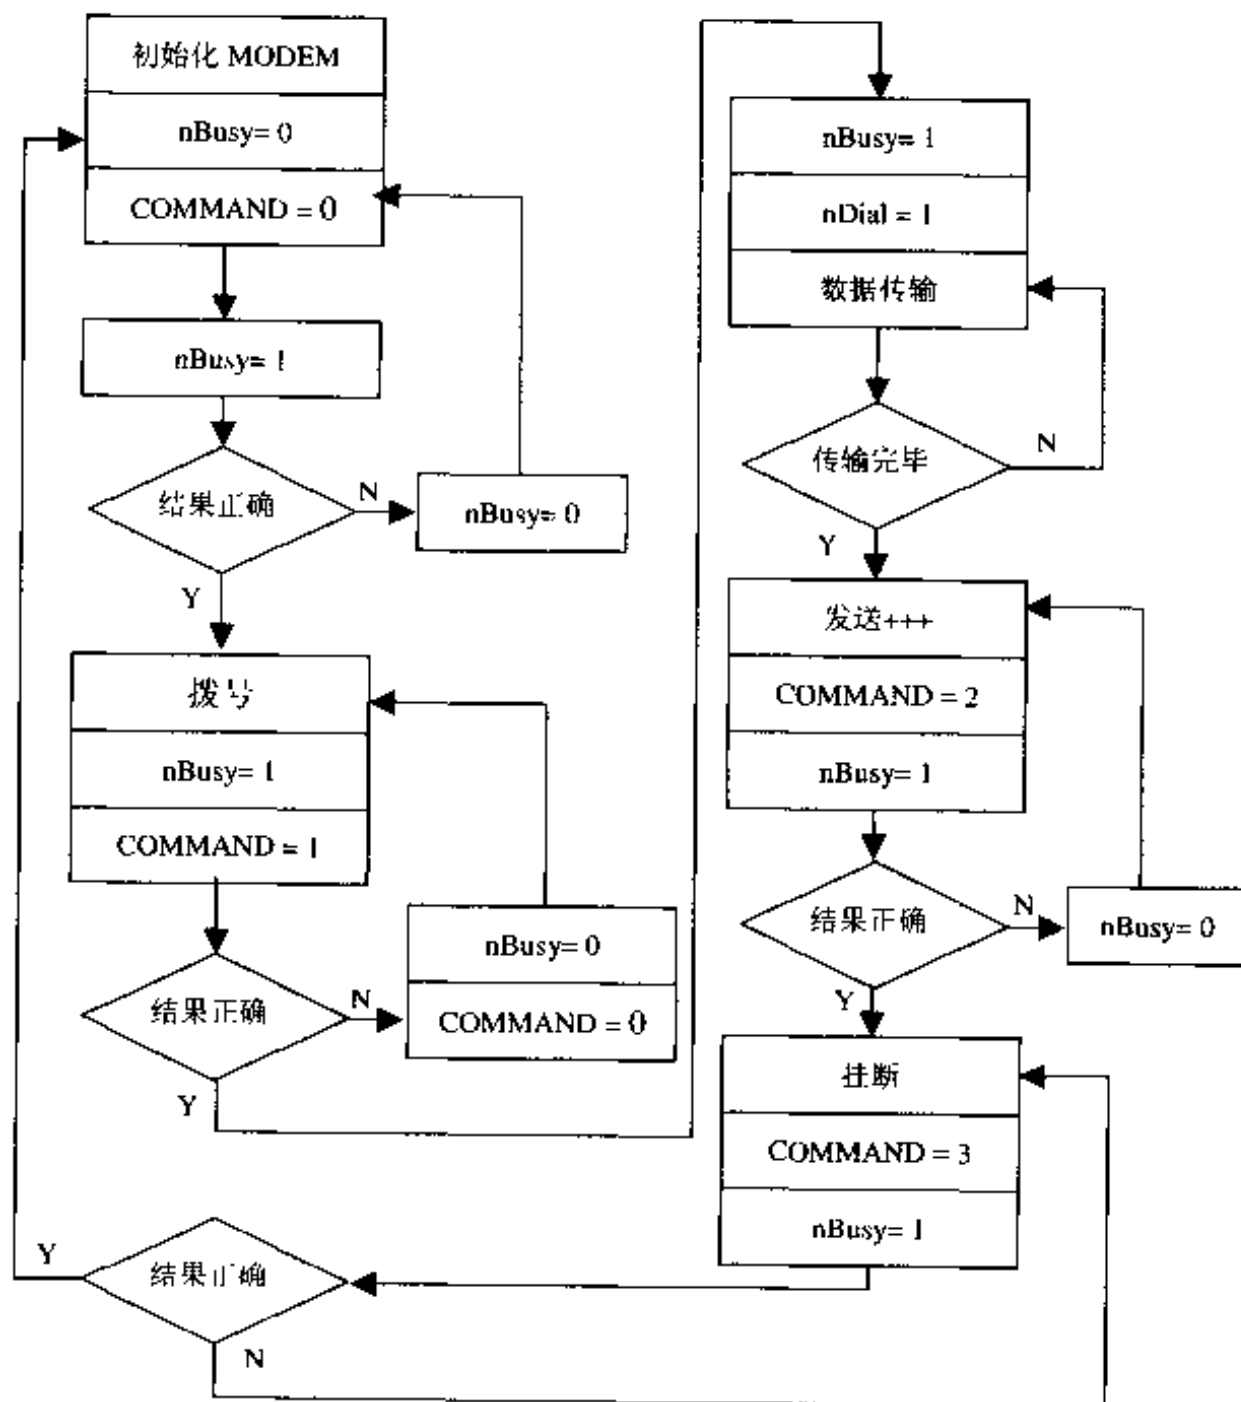 初始化 MODEM
nBusy= 0
COMMAND = 0
nBusy= 1
结果正确
N
nBusy= 0
Y
拨号
nBusy= 1
COMMAND = 1
结果正确
N
nBusy= 0
COMMAND = 0
Y
nBusy= 1
nDial = 1
数据传输
传输完毕
N
Y
发送+++
COMMAND = 2
nBusy= 1
结果正确
N
nBusy= 0
Y
挂断
COMMAND = 3
nBusy= 1
结果正确
Y
N